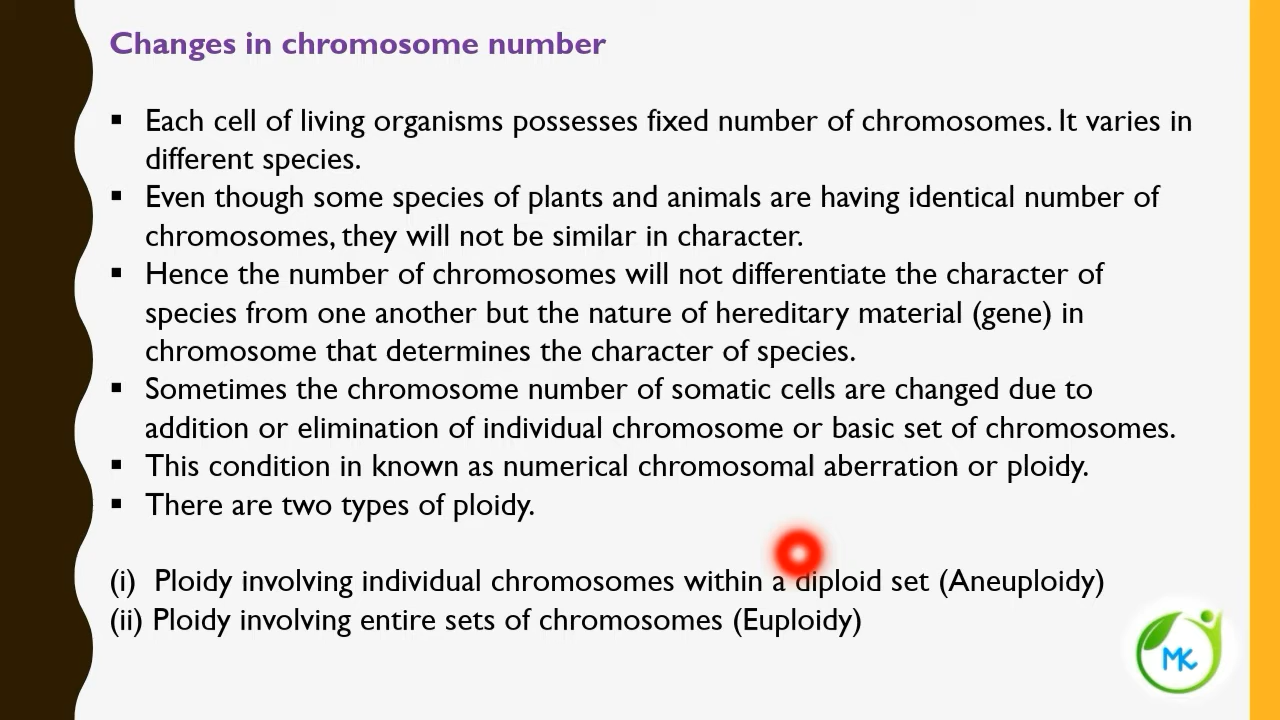 Changes in chromosome number
▪ Each cell of living organisms possesses fixed number of chromosomes. It varies in
different species.
▪ Even though some species of plants and animals are having identical number of
chromosomes, they will not be similar in character.
▪ Hence the number of chromosomes will not differentiate the character of
species from one another but the nature of hereditary material (gene) in
chromosome that determines the character of species.
▪ Sometimes the chromosome number of somatic cells are changed due to
addition or elimination of individual chromosome or basic set of chromosomes.
▪ This condition in known as numerical chromosomal aberration or ploidy.
▪ There are two types of ploidy.
(i) Ploidy involving individual chromosomes within a diploid set (Aneuploidy)
(ii) Ploidy involving entire sets of chromosomes (Euploidy)
MK